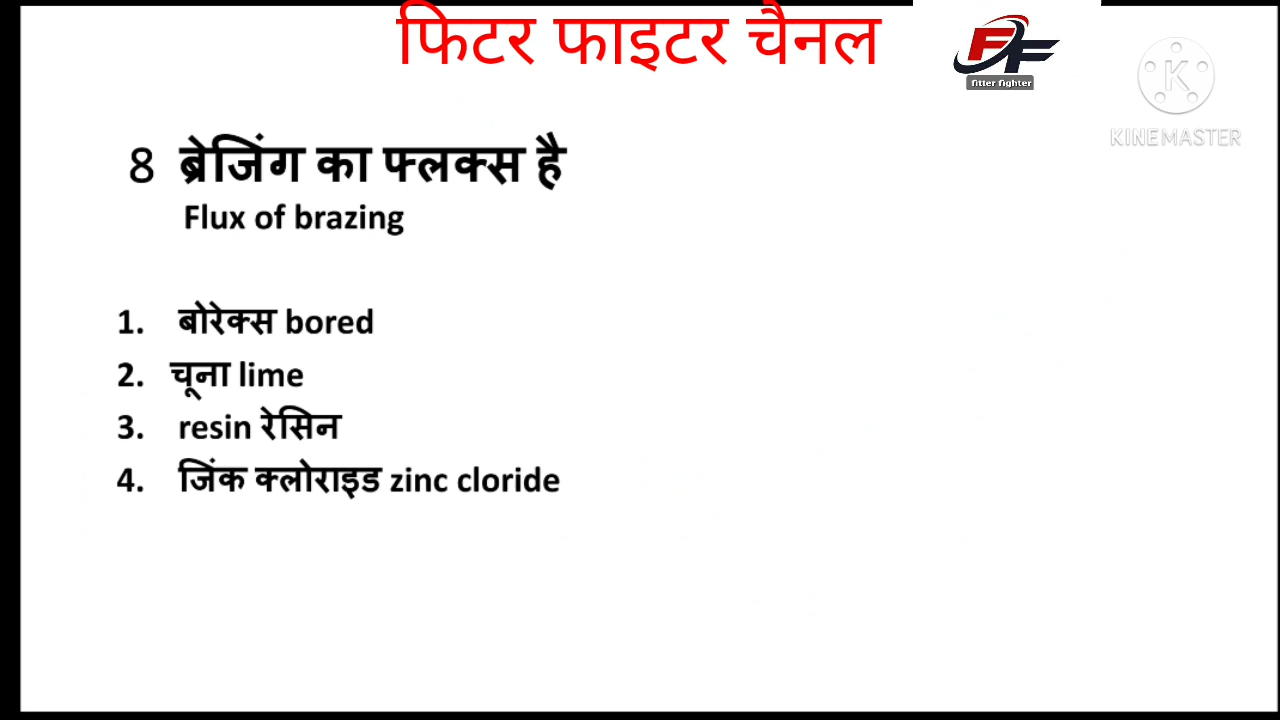 फिटर फाइटर चैनल
fitter fighter
KINEMASTER
8 ब्रेजिंग का फ्लक्स है
Flux of brazing
1. बोरेक्स bored
2. चूना lime
3. resin रेसिन
4. जिंक क्लोराइड zinc cloride